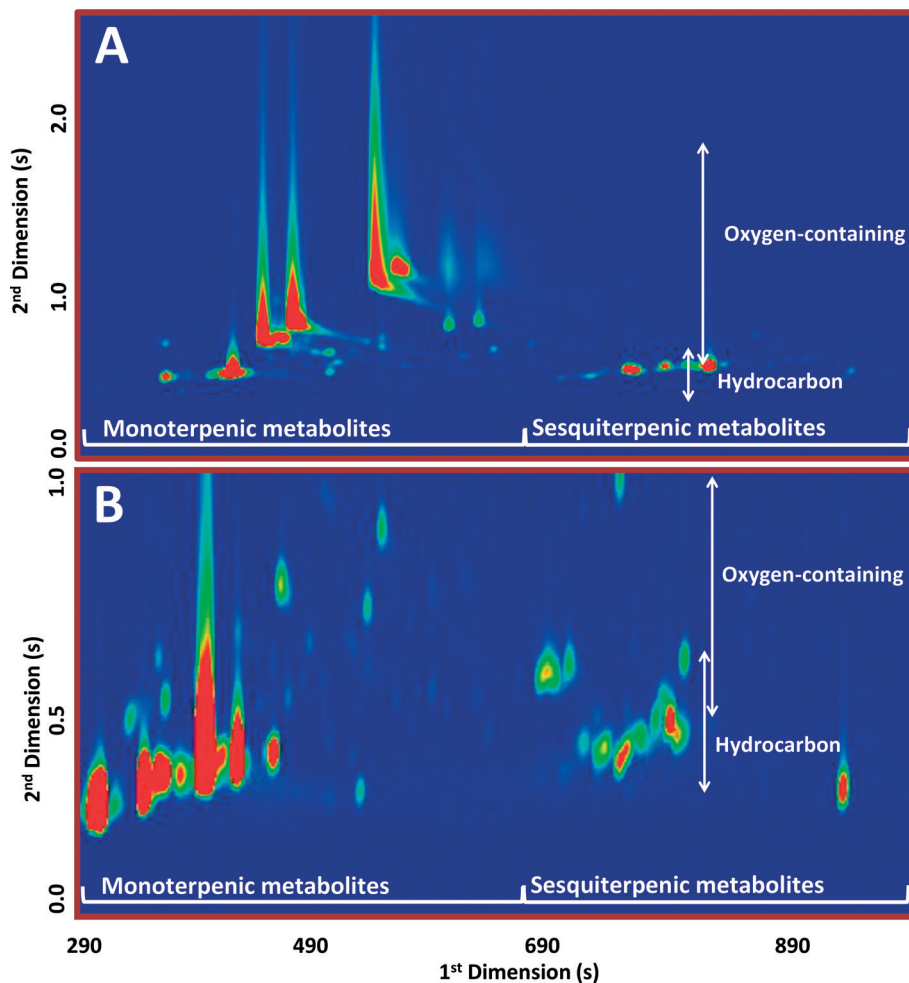 A
2.0
1.0
0.0
2nd Dimension (s)
Oxygen-containing
Hydrocarbon
Monoterpenic metabolites
Sesquiterpenic metabolites
B
1.0
0.5
0.0
2nd Dimension (s)
Oxygen-containing
Hydrocarbon
Monoterpenic metabolites
Sesquiterpenic metabolites
290 490 690 890
1st Dimension (s)